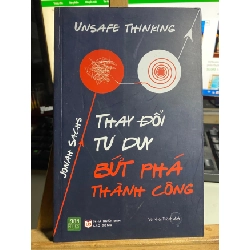 UNSAFE THINKING
JONAH SACHS
THAY ĐỔI
TƯ DUY
BỨT PHÁ
THÀNH CÔNG